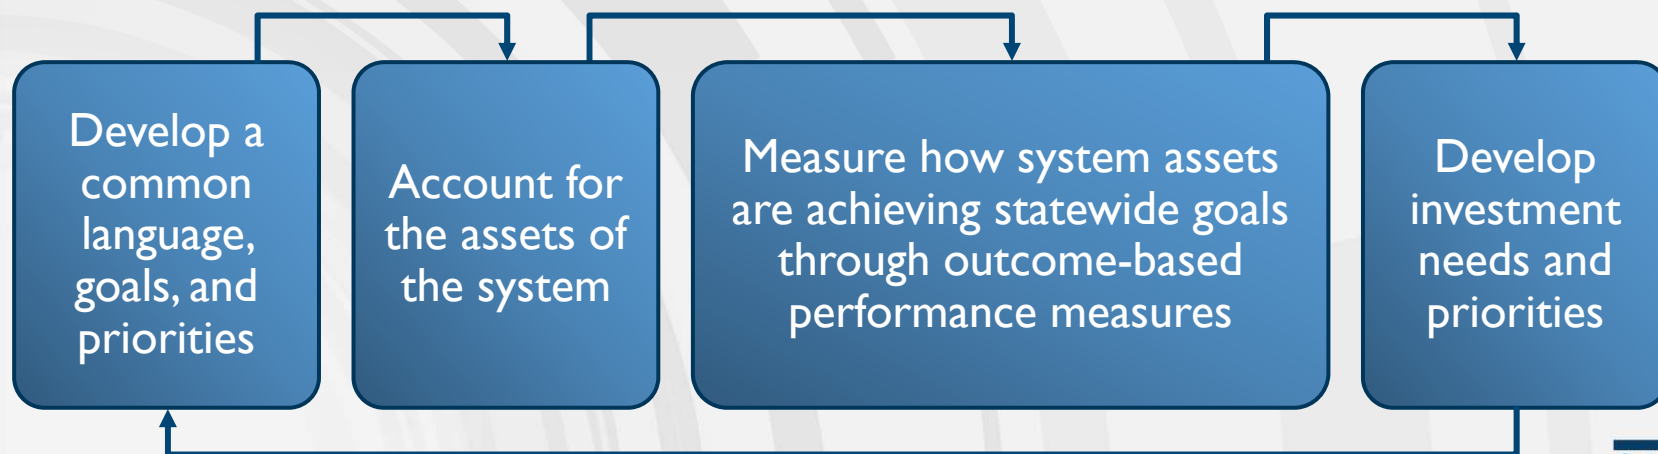 Develop a
common
language,
goals, and
priorities
Account for
the assets of
the system
Measure how system assets
are achieving statewide goals
through outcome-based
performance measures
Develop
investment
needs and
priorities